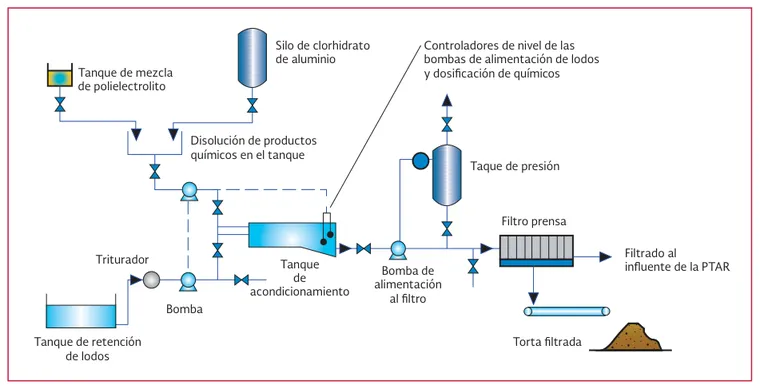 Silo de clorhidrato
de aluminio
Controladores de nivel de las
bombas de alimentación de lodos
y dosificación de químicos
Tanque de mezcla
de polielectrolito
Disolución de productos
químicos en el tanque
Taque de presión
Filtro prensa
Triturador
Tanque
de
acondicionamiento
Bomba de
alimentación
al filtro
Filtrado al
influente de la PTAR
Bomba
Tanque de retención
de lodos
Torta filtrada